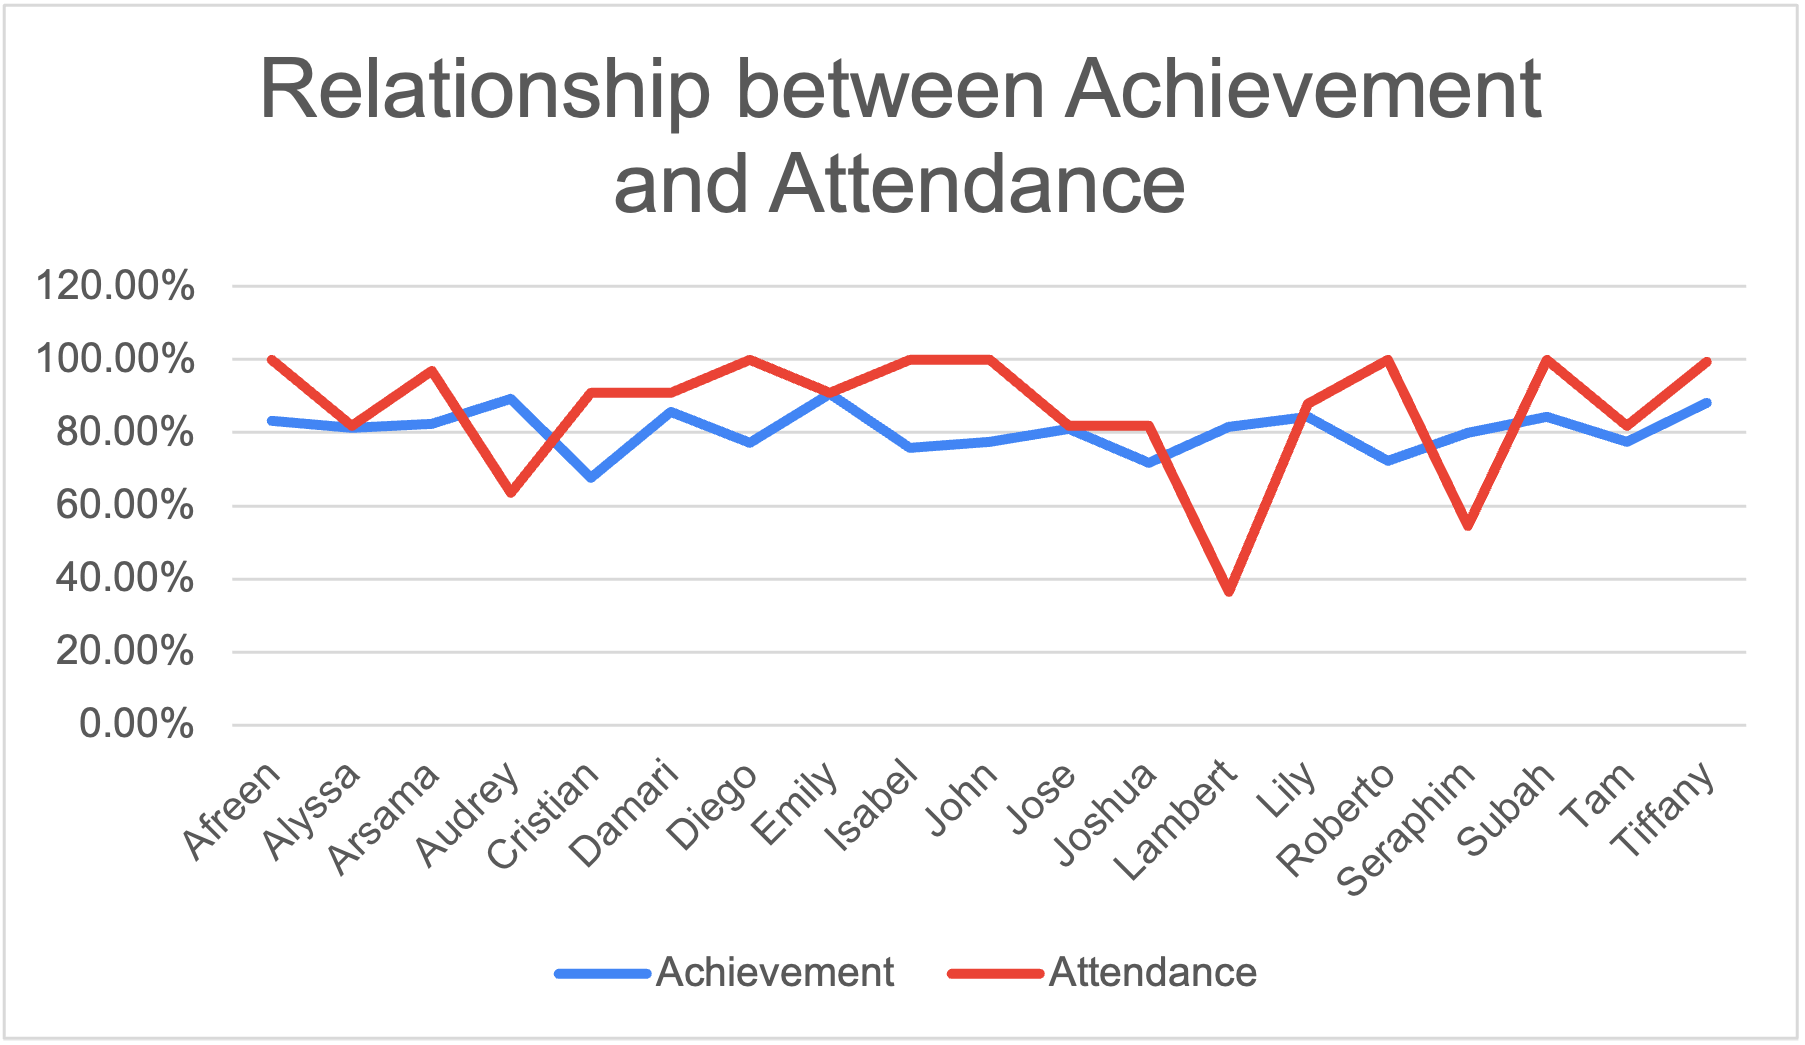 Relationship between Achievement
and Attendance
120.00%
100.00%
80.00%
60.00%
40.00%
20.00%
0.00%
Afreen
Alyssa
Arsama
Audrey
Cristian
Damari
Diego
Emily
Isabel
John
Jose
Joshua
Lambert
Lily
Roberto
Seraphim
Subah
Tam
Tiffany
Achievement
Attendance